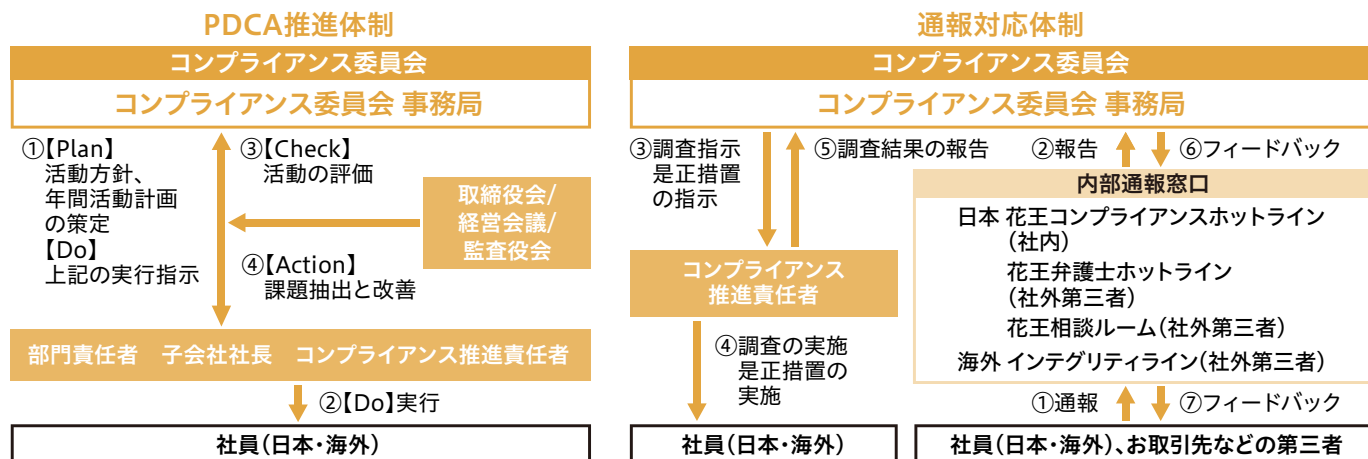 PDCA推進体制
コンプライアンス委員会
コンプライアンス委員会 事務局
①【Plan】
活動方針、
年間活動計画
の策定
【Do】
上記の実行指示
③【Check】
活動の評価
取締役会/
経営会議/
監査役会
④【Action】
課題抽出と改善
部門責任者 子会社社長 コンプライアンス推進責任者
②【Do】実行
社員(日本・海外)
通報対応体制
コンプライアンス委員会
コンプライアンス委員会 事務局
③調査指示
是正措置
の指示
⑤調査結果の報告
②報告
⑥フィードバック
コンプライアンス
推進責任者
④調査の実施
是正措置の
実施
社員(日本・海外)
内部通報窓口
日本 花王コンプライアンスホットライン
(社内)
花王弁護士ホットライン
(社外第三者)
花王相談ルーム(社外第三者)
海外 インテグリティライン(社外第三者)
①通報
⑦フィードバック
社員(日本・海外)、お取引先などの第三者